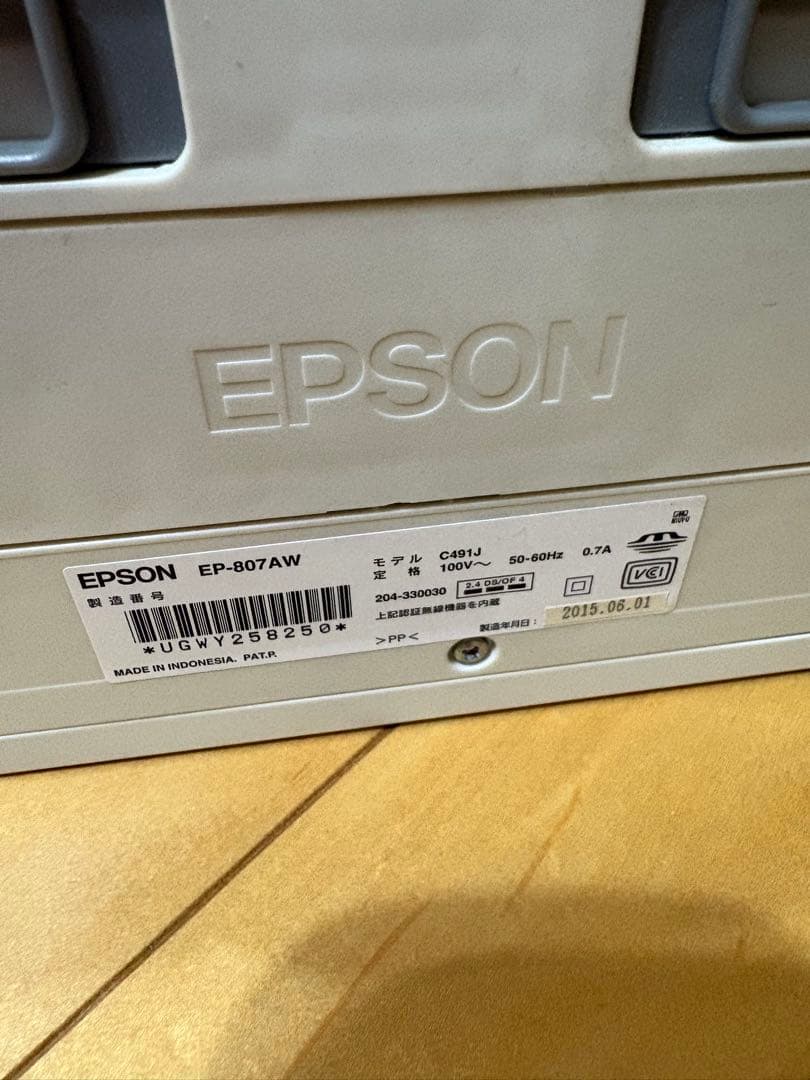 EPSON
EPSON EP-807AW
製造番号
*UGWY258250*
MADE IN INDONESIA. PAT.P.
モデル C491J
定格 100V～ 50-60Hz 0.7A
204-330030 2.4 DS/OF 4
上記認証無線機器を内蔵
>PP<
製造年月日: 2015.06.01
VCI